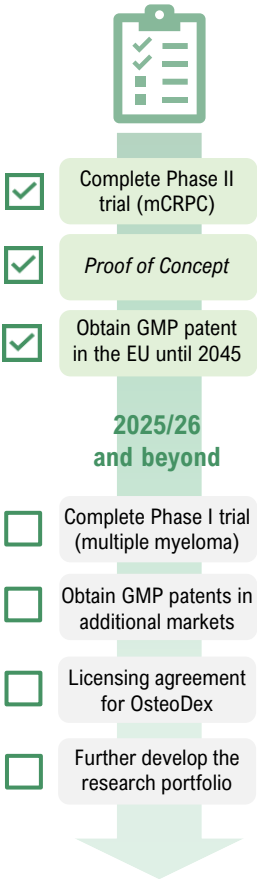 Complete Phase II
trial (mCRPC)
Proof of Concept
Obtain GMP patent
in the EU until 2045
2025/26
and beyond
Complete Phase I trial
(multiple myeloma)
Obtain GMP patents in
additional markets
Licensing agreement
for OsteoDex
Further develop the
research portfolio